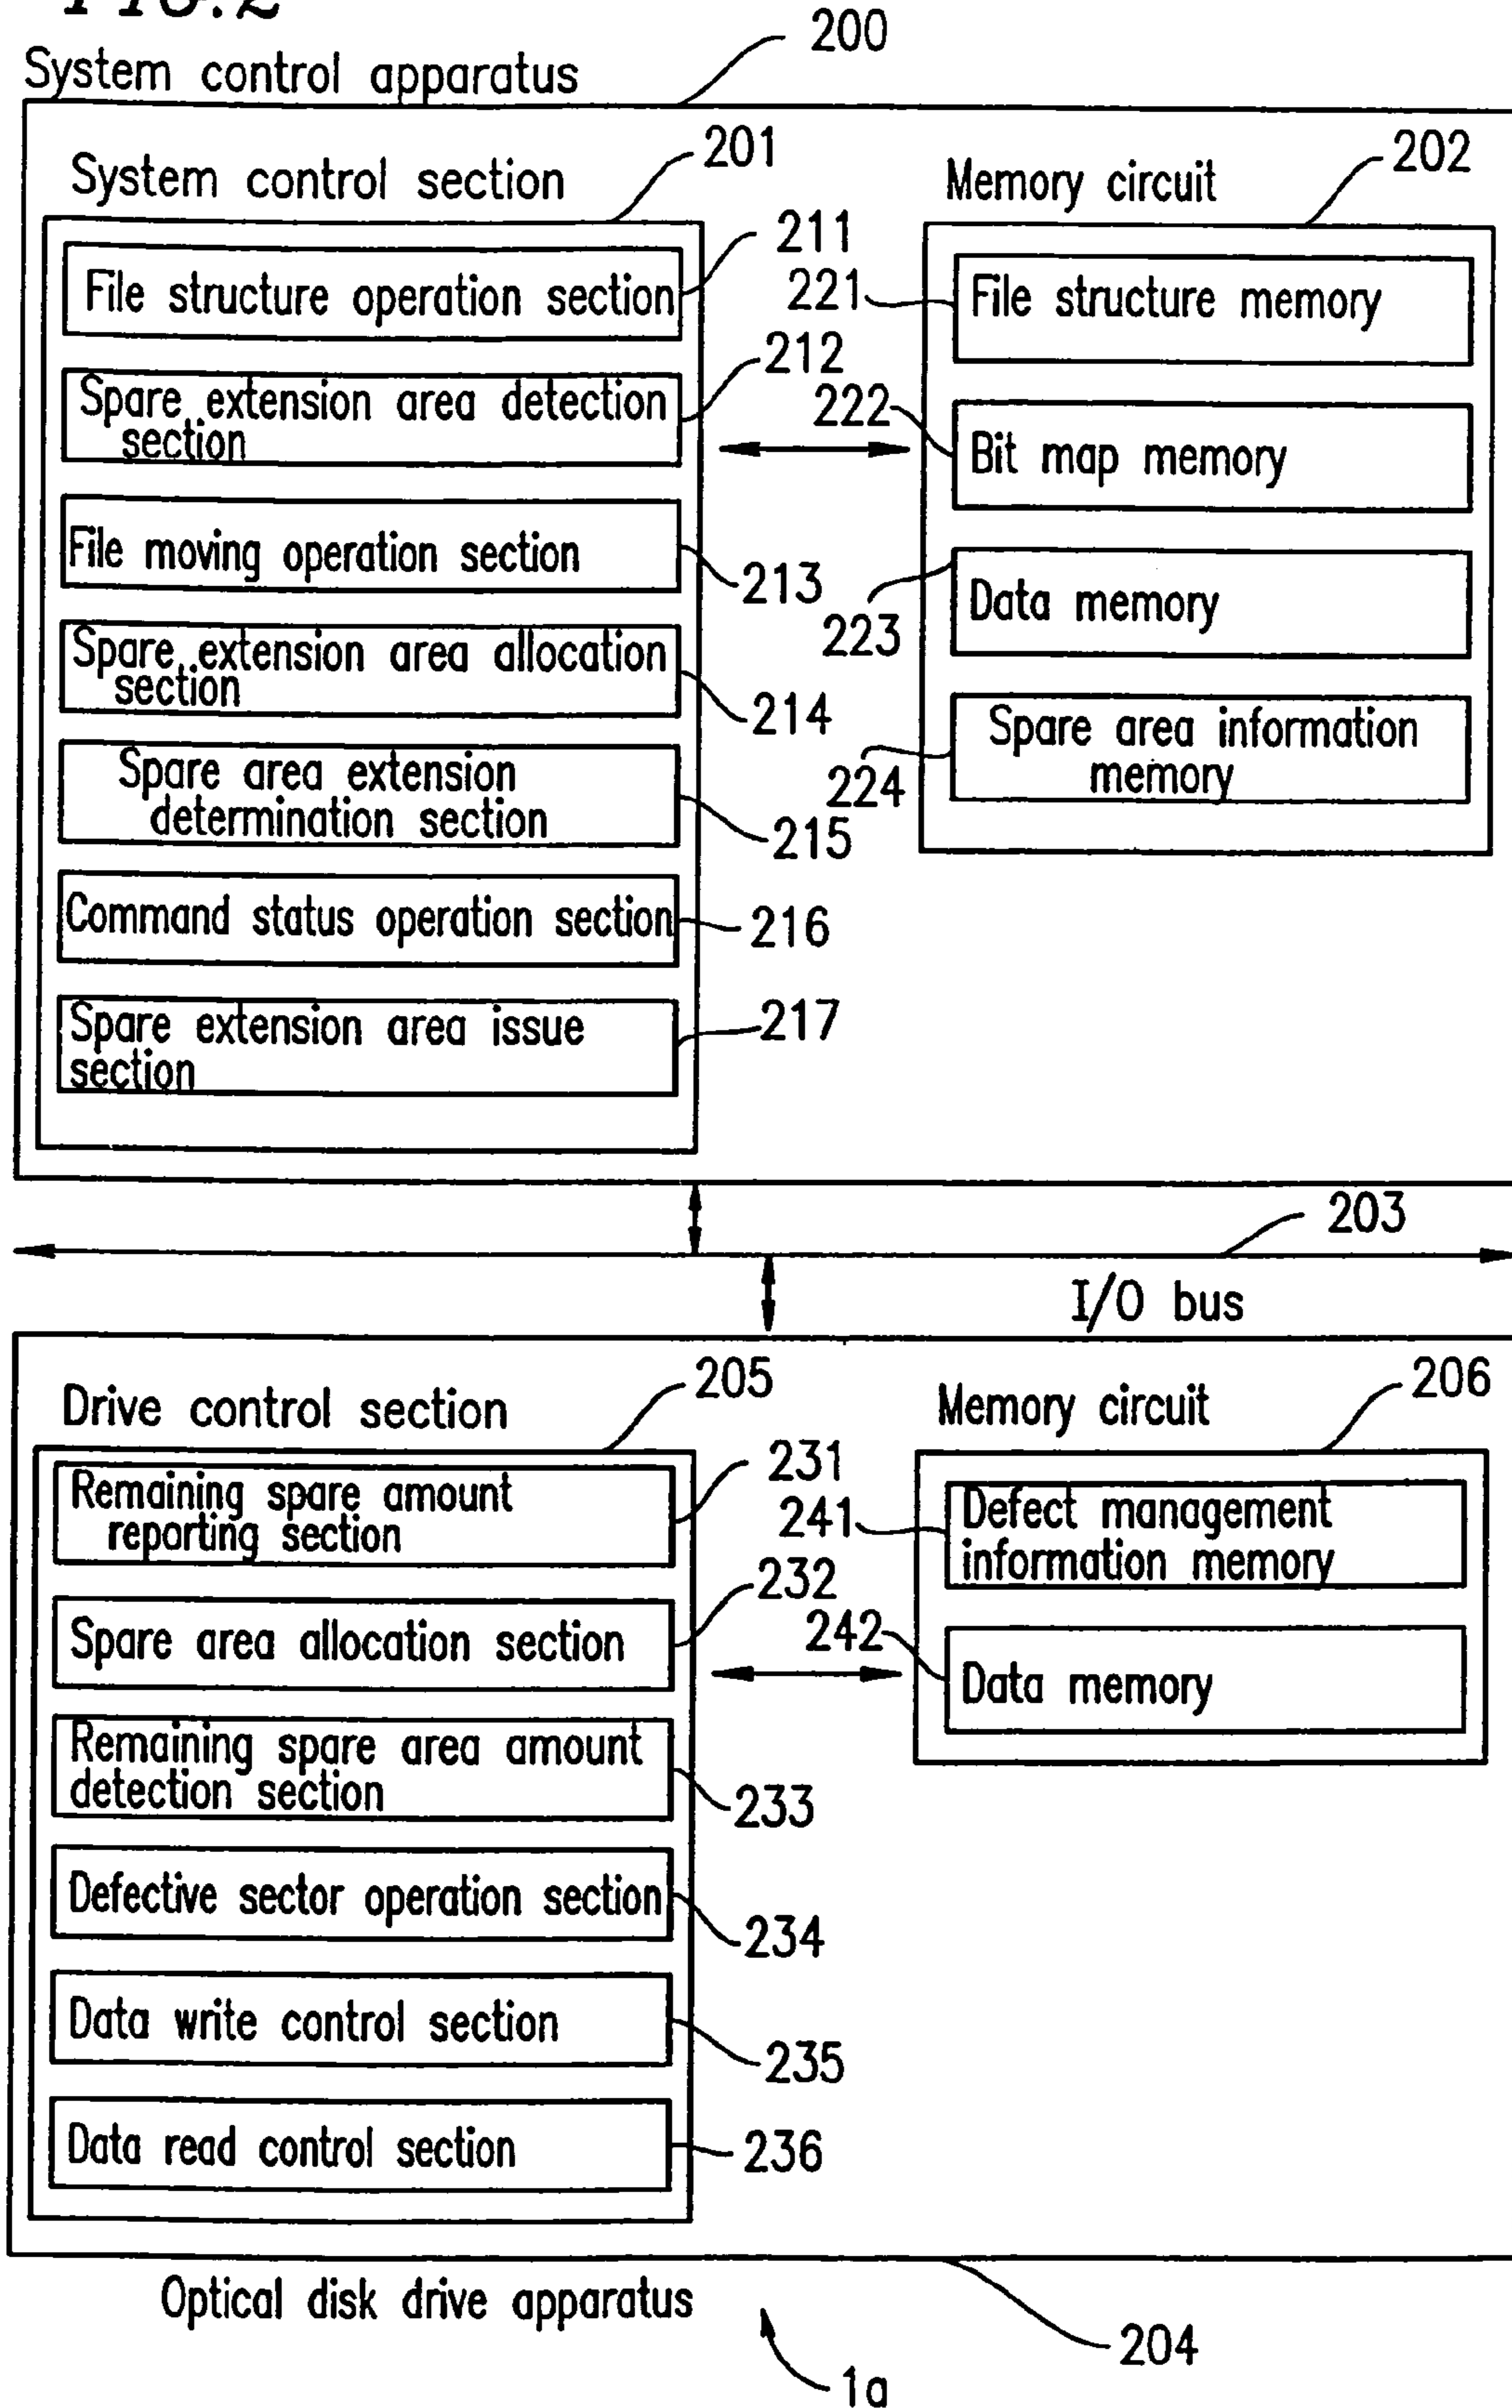 FIG. 2
200
System control apparatus
201
202
System control section
Memory circuit
211
File structure operation section
221
File structure memory
212
Spare extension area detection
section
222
Bit map memory
File moving operation section
213
223
Data memory
Spare extension area allocation
section
214
Spare area information
memory
224
Spare area extension
determination section
215
Command status operation section
216
Spare extension area issue
section
217
203
I/O bus
205
206
Drive control section
Memory circuit
231
Remaining spare amount
reporting section
241
Defect management
information memory
232
Spare area allocation section
242
Data memory
Remaining spare area amount
detection section
233
Defective sector operation section
234
Data write control section
235
Data read control section
236
Optical disk drive apparatus
204
1a